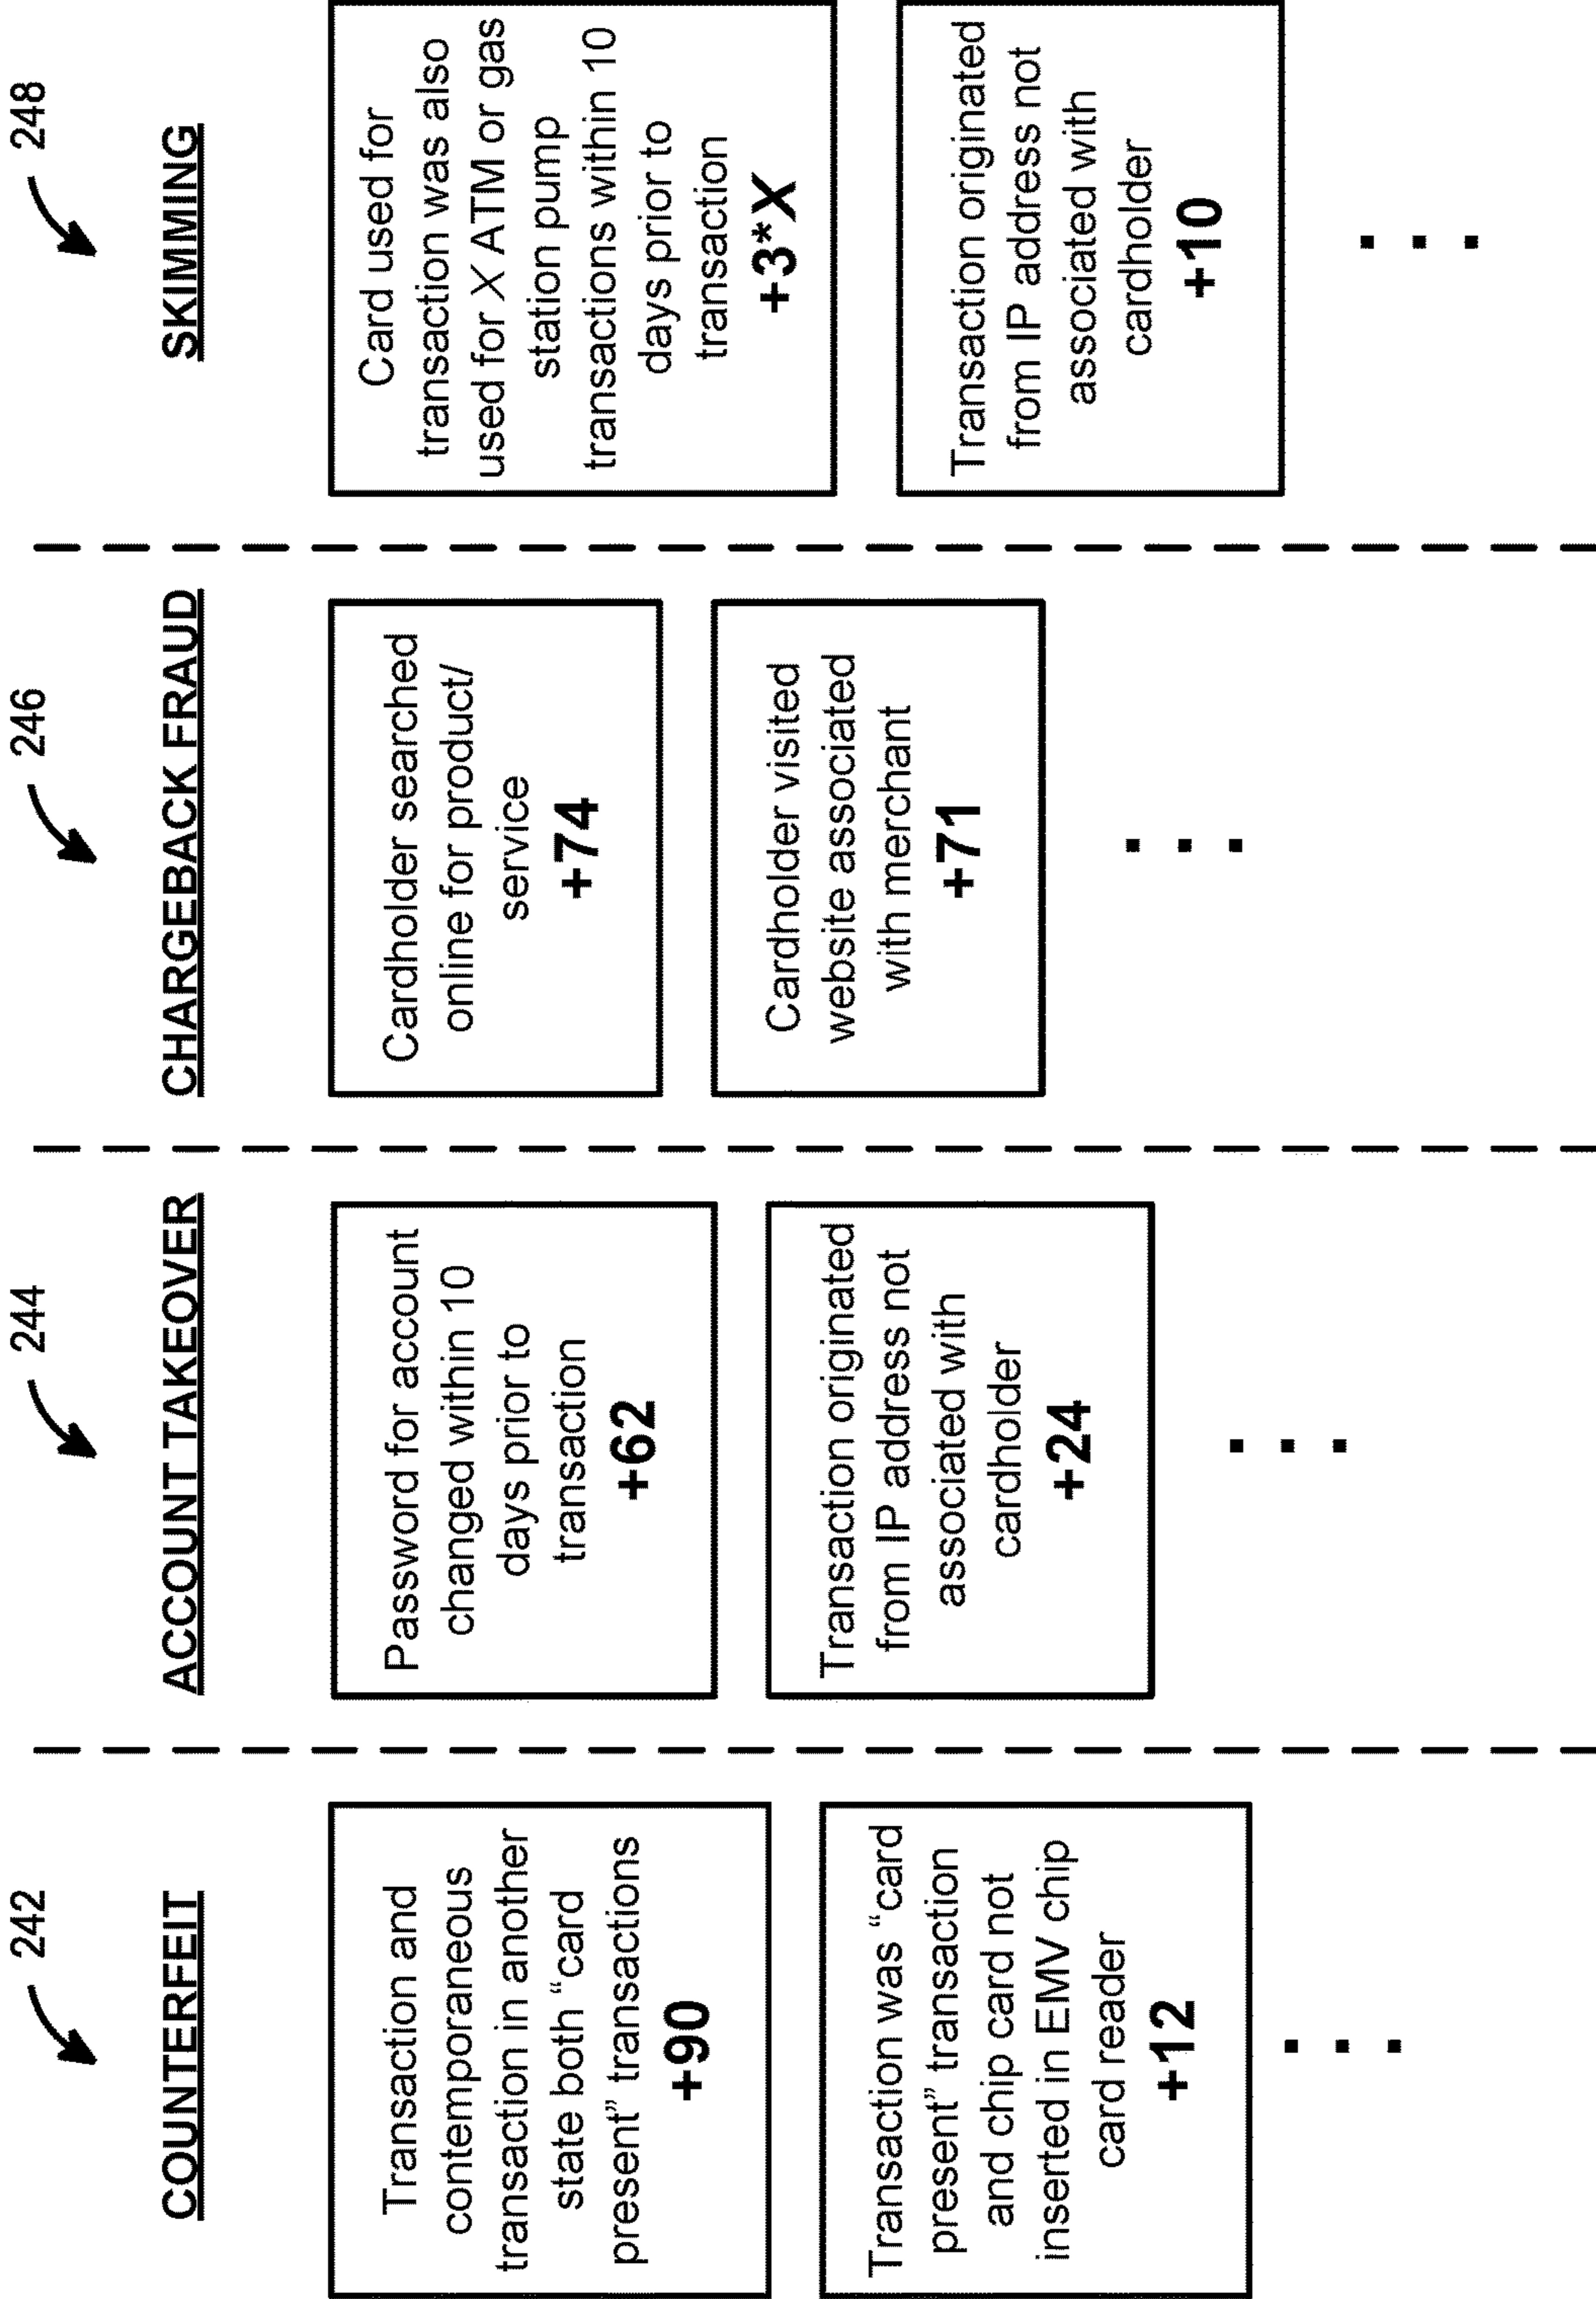 242
COUNTERFEIT
Transaction and
contemporaneous
transaction in another
state both “card
present” transactions
+90
Transaction was “card
present” transaction
and chip card not
inserted in EMV chip
card reader
+12
244
ACCOUNT TAKEOVER
Password for account
changed within 10
days prior to
transaction
+62
Transaction originated
from IP address not
associated with
cardholder
+24
246
CHARGEBACK FRAUD
Cardholder searched
online for product/
service
+74
Cardholder visited
website associated
with merchant
+71
248
SKIMMING
Card used for
transaction was also
used for X ATM or gas
station pump
transactions within 10
days prior to
transaction
+3*X
Transaction originated
from IP address not
associated with
cardholder
+10